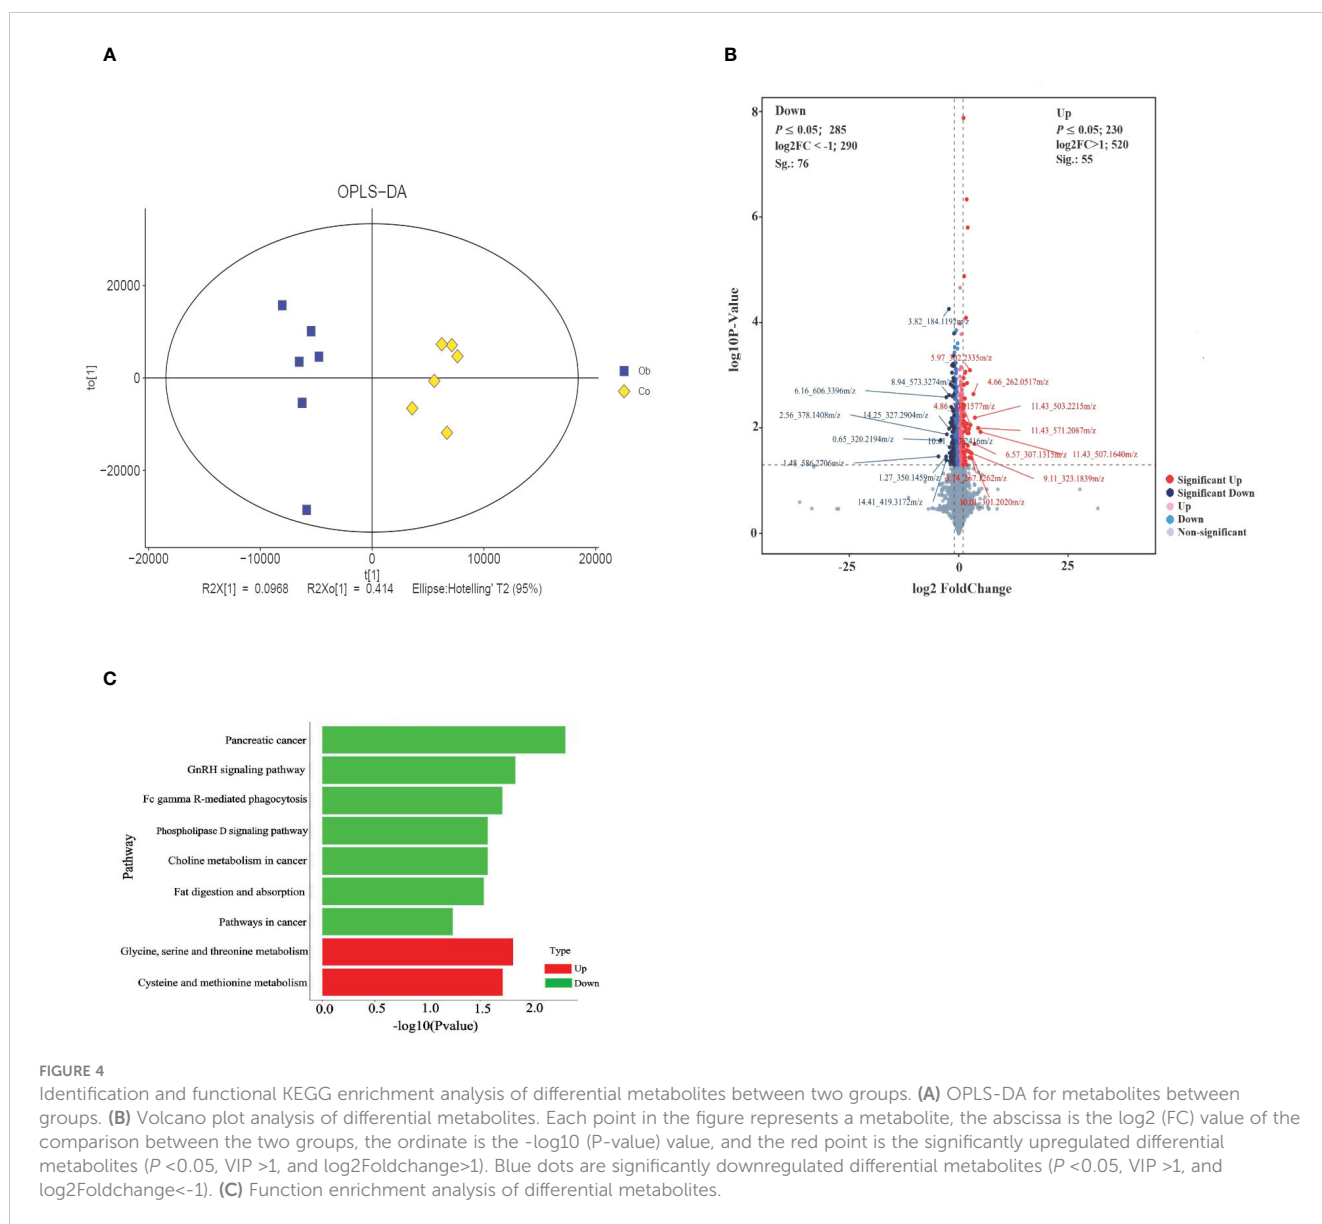 A
OPLS-DA
to[1]
20000
0
-20000
-20000
-10000
0
10000
20000
t[1]
R2X[1] = 0.0968 R2Xo[1] = 0.414 Ellipse:Hotelling' T2 (95%)
Ob
Co
B
Down
P ≤ 0.05; 285
log2FC < -1; 290
Sg.: 76
Up
P ≤ 0.05; 230
log2FC>1; 520
Sig.: 55
log10P-Value
8
6
4
2
0
3.82_184.1192m/z
5.97_302.2335m/z
8.94_573.3274m/z
4.66_262.0517m/z
6.16_606.3396m/z
4.86 1577m/z
11.43_503.2215m/z
2.56_378.1408m/z
14.25_327.2904m/z
11.43_571.2087m/z
0.65_320.2194m/z
2416m/z
6.57_307.1315m/z
11.43_507.1640m/z
1.48_586.2706m/z
1.27_350.1459m/z
9.11_323.1839m/z
14.41_419.3172m/z
10.01_301.2020m/z
-25
0
25
log2 FoldChange
Significant Up
Significant Down
Up
Down
Non-significant
C
Pathway
Pancreatic cancer
GnRH signaling pathway
Fc gamma R-mediated phagocytosis
Phospholipase D signaling pathway
Choline metabolism in cancer
Fat digestion and absorption
Pathways in cancer
Glycine, serine and threonine metabolism
Cysteine and methionine metabolism
Type
Up
Down
0.0
0.5
1.0
1.5
2.0
-log10(Pvalue)
FIGURE 4
Identification and functional KEGG enrichment analysis of differential metabolites between two groups. (A) OPLS-DA for metabolites between
groups. (B) Volcano plot analysis of differential metabolites. Each point in the figure represents a metabolite, the abscissa is the log2 (FC) value of the
comparison between the two groups, the ordinate is the -log10 (P-value) value, and the red point is the significantly upregulated differential
metabolites (P <0.05, VIP >1, and log2Foldchange>1). Blue dots are significantly downregulated differential metabolites (P <0.05, VIP >1, and
log2Foldchange<-1). (C) Function enrichment analysis of differential metabolites.